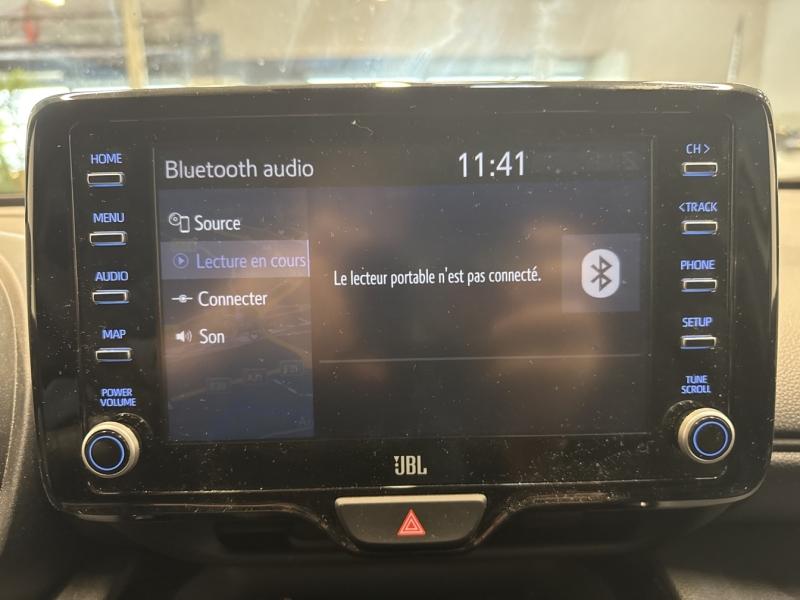 HOME
MENU
AUDIO
MAP
POWER
VOLUME
Bluetooth audio
11:41
Source
Lecture en cours
Connecter
Son
Le lecteur portable n'est pas connecté.
CH >
< TRACK
PHONE
SETUP
TUNE
SCROLL
JBL